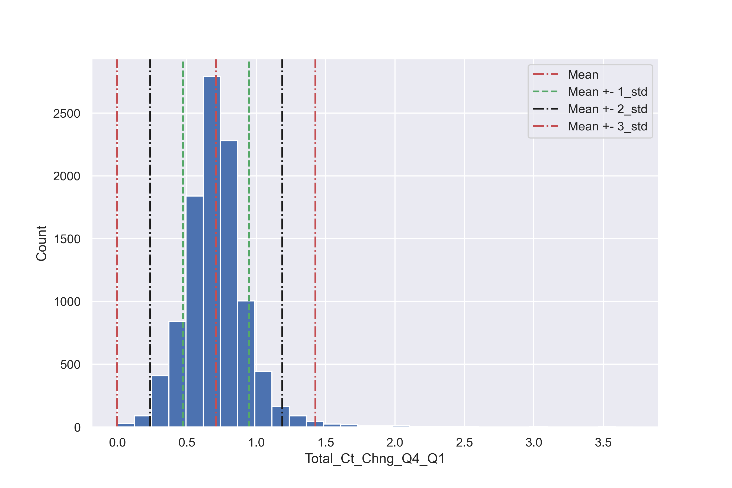 Mean
Mean +- 1_std
Mean +- 2_std
Mean +- 3_std
2500
2000
1500
1000
500
0
Count
0.0 0.5 1.0 1.5 2.0 2.5 3.0 3.5
Total_Ct_Chng_Q4_Q1